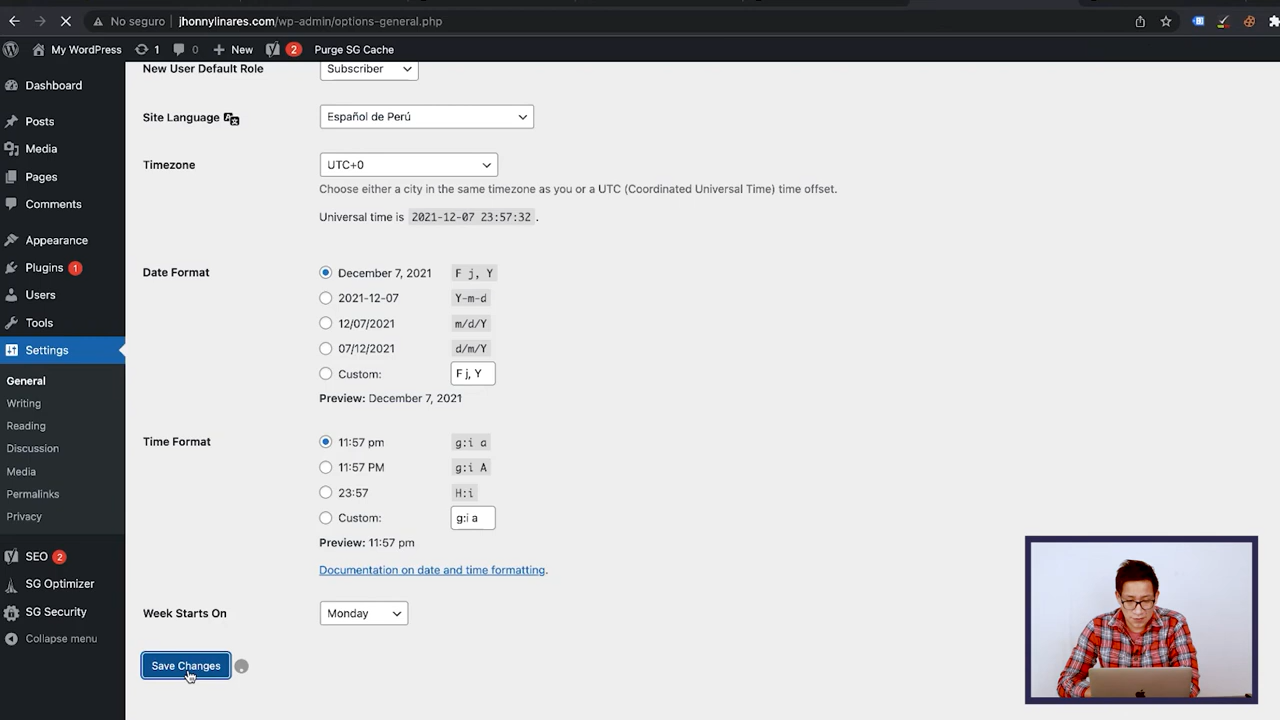 No seguro jhonnylinares.com/wp-admin/options-general.php
My WordPress 1 0 New 2 Purge SG Cache
Dashboard
Posts
Media
Pages
Comments
Appearance
Plugins 1
Users
Tools
Settings
General
Writing
Reading
Discussion
Media
Permalinks
Privacy
SEO 2
SG Optimizer
SG Security
Collapse menu
New User Default Role Subscriber
Site Language Español de Perú
Timezone UTC+0
Choose either a city in the same timezone as you or a UTC (Coordinated Universal Time) time offset.
Universal time is 2021-12-07 23:57:32 .
Date Format December 7, 2021 F j, Y
2021-12-07 Y-m-d
12/07/2021 m/d/Y
07/12/2021 d/m/Y
Custom: F j, Y
Preview: December 7, 2021
Time Format 11:57 pm g:i a
11:57 PM g:i A
23:57 H:i
Custom: g:i a
Preview: 11:57 pm
Documentation on date and time formatting.
Week Starts On Monday
Save Changes